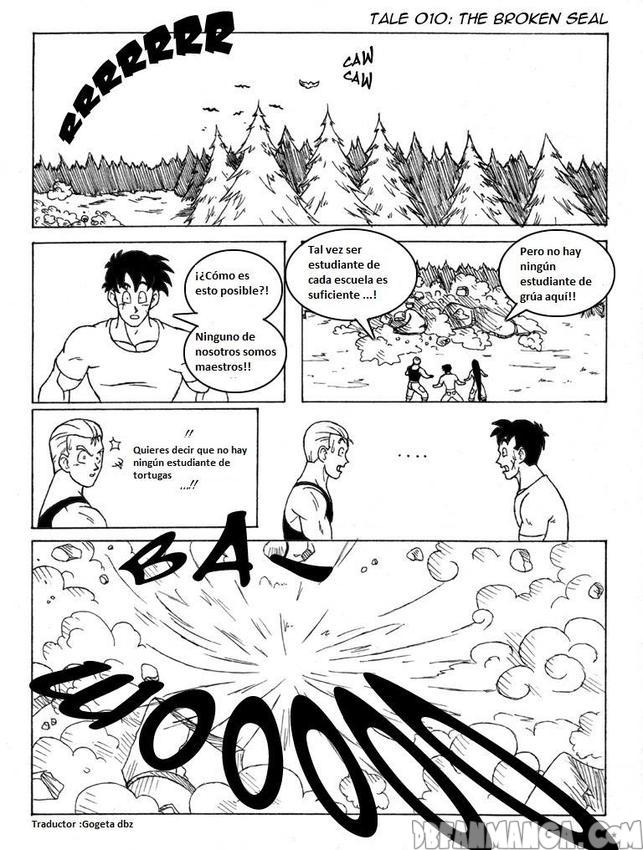 TALE 010: THE BROKEN SEAL
RRRRRRRR
CAW
CAW
¡¿Cómo es
esto posible?!
Ninguno de
nosotros somos
maestros!!
Tal vez ser
estudiante de
cada escuela es
suficiente ...!
Pero no hay
ningún
estudiante de
grúa aquí!!
!!
Quieres decir que no hay
ningún estudiante de
tortugas
...!!
....
BA
WOOOOO
Traductor :Gogeta dbz
DBFANMANGA.COM